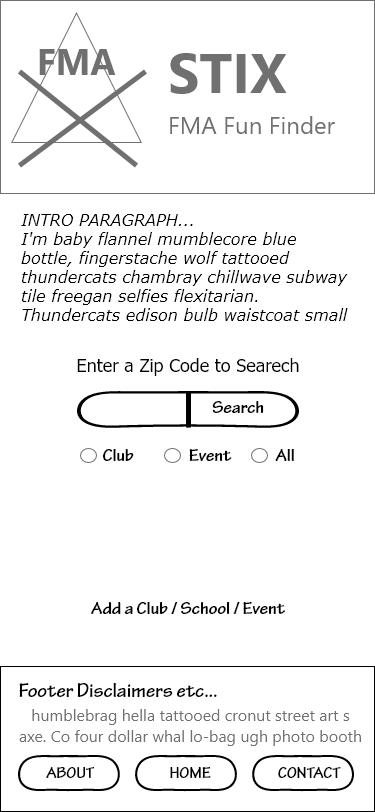 FMA
STIX
FMA Fun Finder
INTRO PARAGRAPH...
I'm baby flannel mumblecore blue
bottle, fingerstache wolf tattooed
thundercats chambray chillwave subway
tile freegan selfies flexitarian.
Thundercats edison bulb waistcoat small
Enter a Zip Code to Searech
Search
Club Event All
Add a Club / School / Event
Footer Disclaimers etc...
humblebrag hella tattooed cronut street art s
axe. Co four dollar whal lo-bag ugh photo booth
ABOUT HOME CONTACT